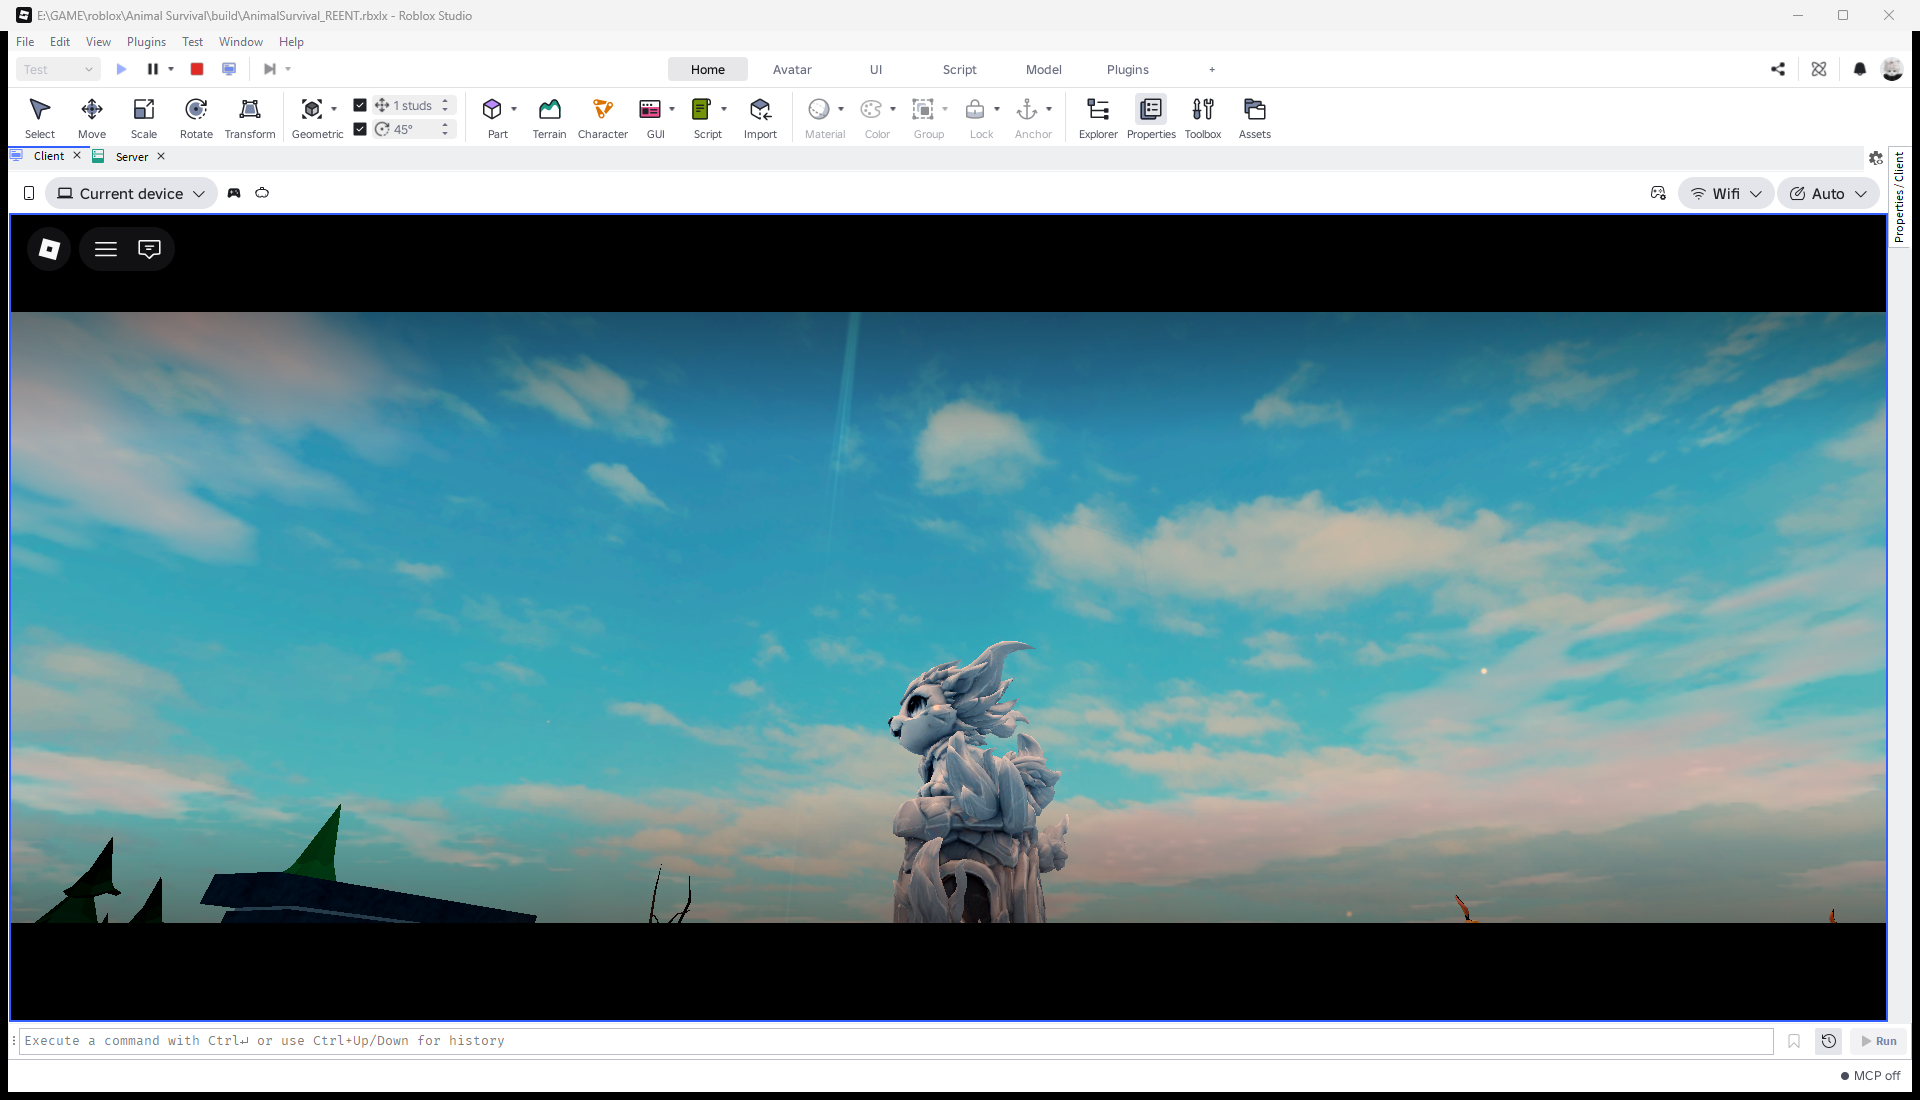 E:\GAME\roblox\Animal Survival\build\AnimalSurvival_REENT.rbxlx - Roblox Studio
File Edit View Plugins Test Window Help
Test Home Avatar UI Script Model Plugins +
1 studs
45°
Select Move Scale Rotate Transform Geometric Part Terrain Character GUI Script Import Material Color Group Lock Anchor Explorer Properties Toolbox Assets
Client Server
Properties / Client
Current device Wifi Auto
Execute a command with Ctrl↵ or use Ctrl+Up/Down for history
Run
MCP off